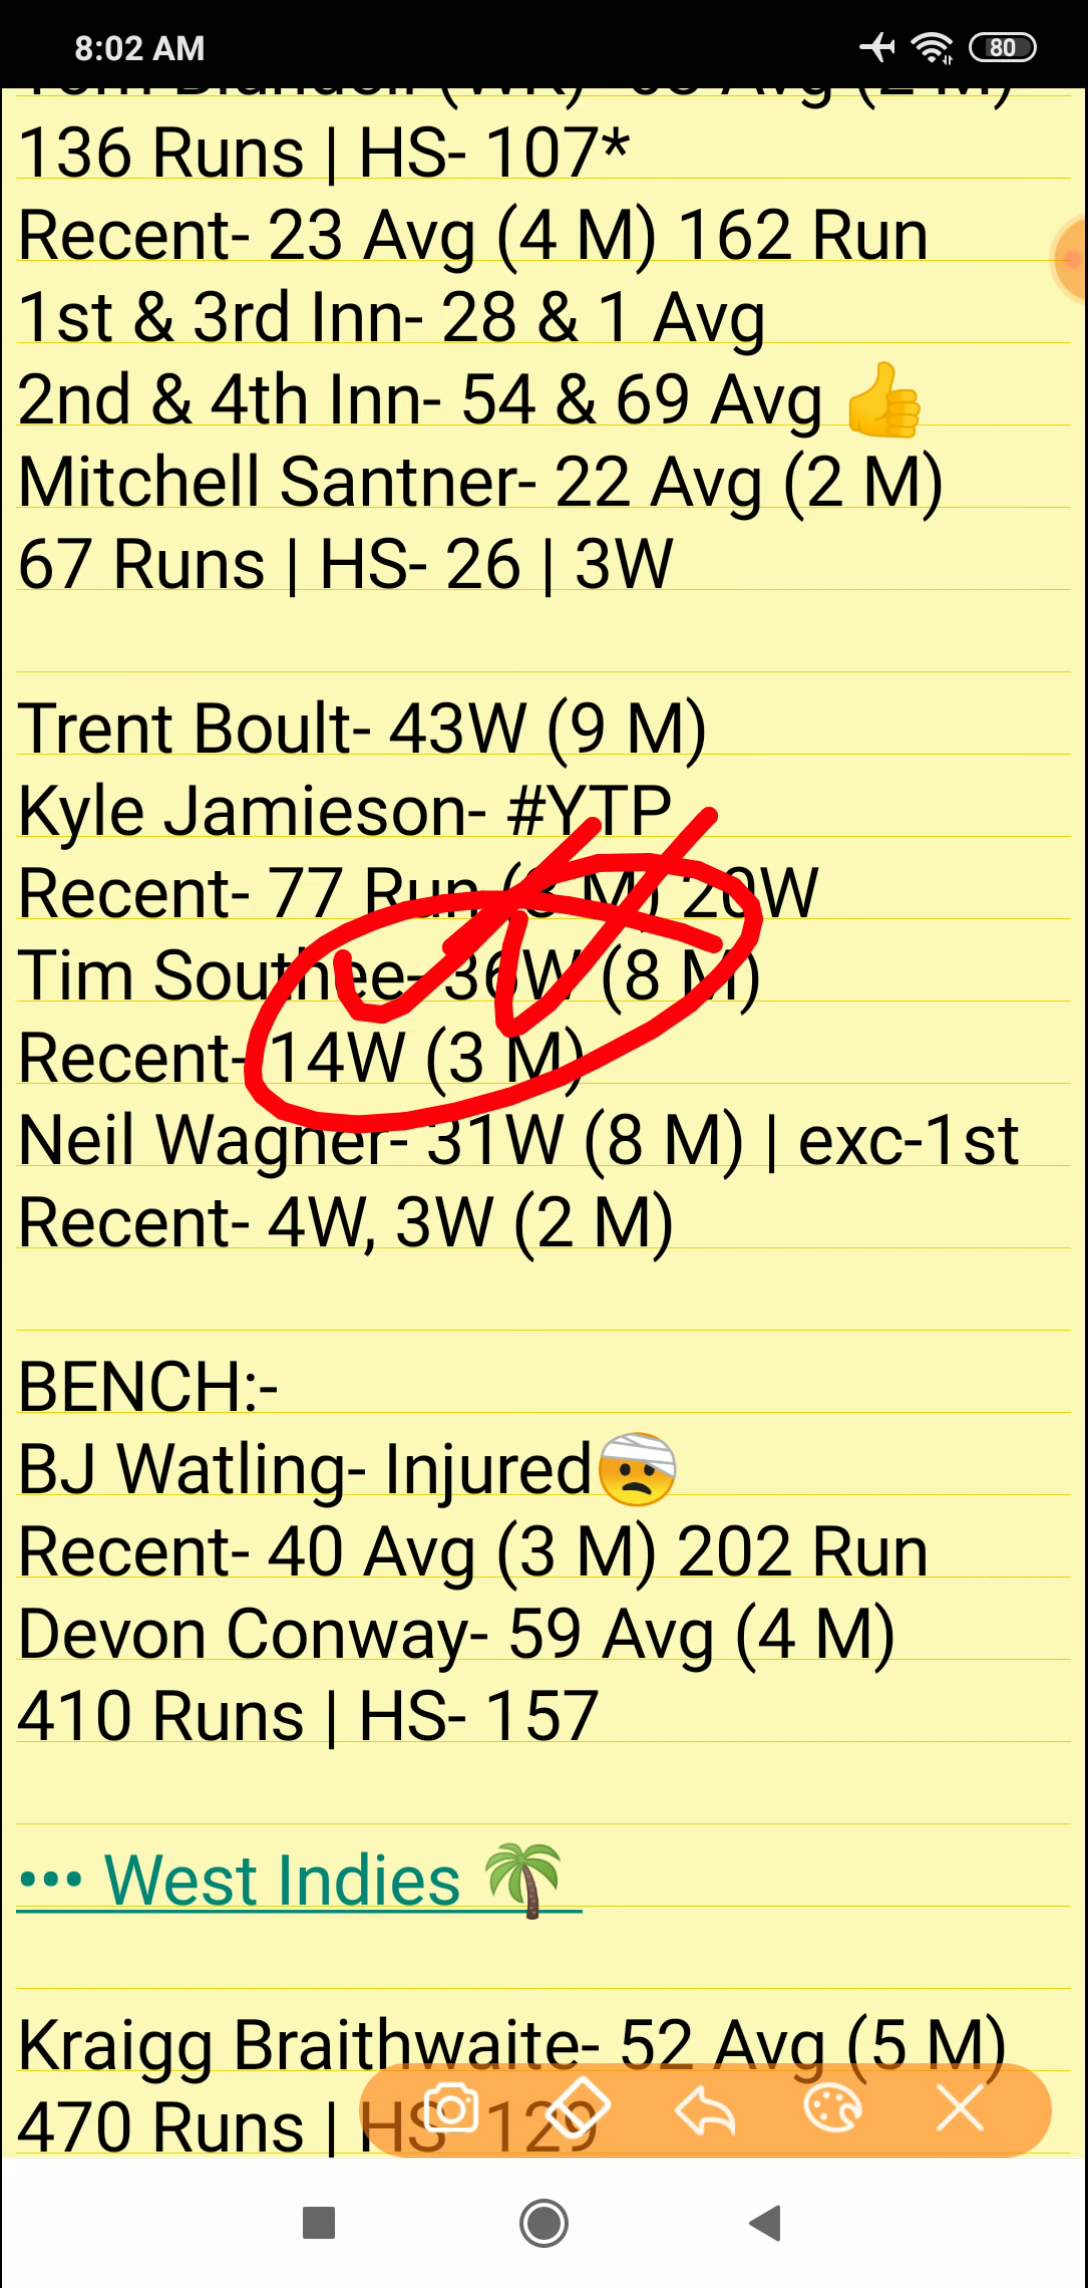 8:02 AM
80
136 Runs | HS- 107*
Recent- 23 Avg (4 M) 162 Run
1st & 3rd Inn- 28 & 1 Avg
2nd & 4th Inn- 54 & 69 Avg 👍
Mitchell Santner- 22 Avg (2 M)
67 Runs | HS- 26 | 3W
Trent Boult- 43W (9 M)
Kyle Jamieson- #YTP
Recent- 77 Run (3 M) 20W
Tim Southee- 36W (8 M)
Recent- 14W (3 M)
Neil Wagner- 31W (8 M) | exc-1st
Recent- 4W, 3W (2 M)
BENCH:-
BJ Watling- Injured🤕
Recent- 40 Avg (3 M) 202 Run
Devon Conway- 59 Avg (4 M)
410 Runs | HS- 157
••• West Indies 🌴
Kraigg Braithwaite- 52 Avg (5 M)
470 Runs | HS- 129